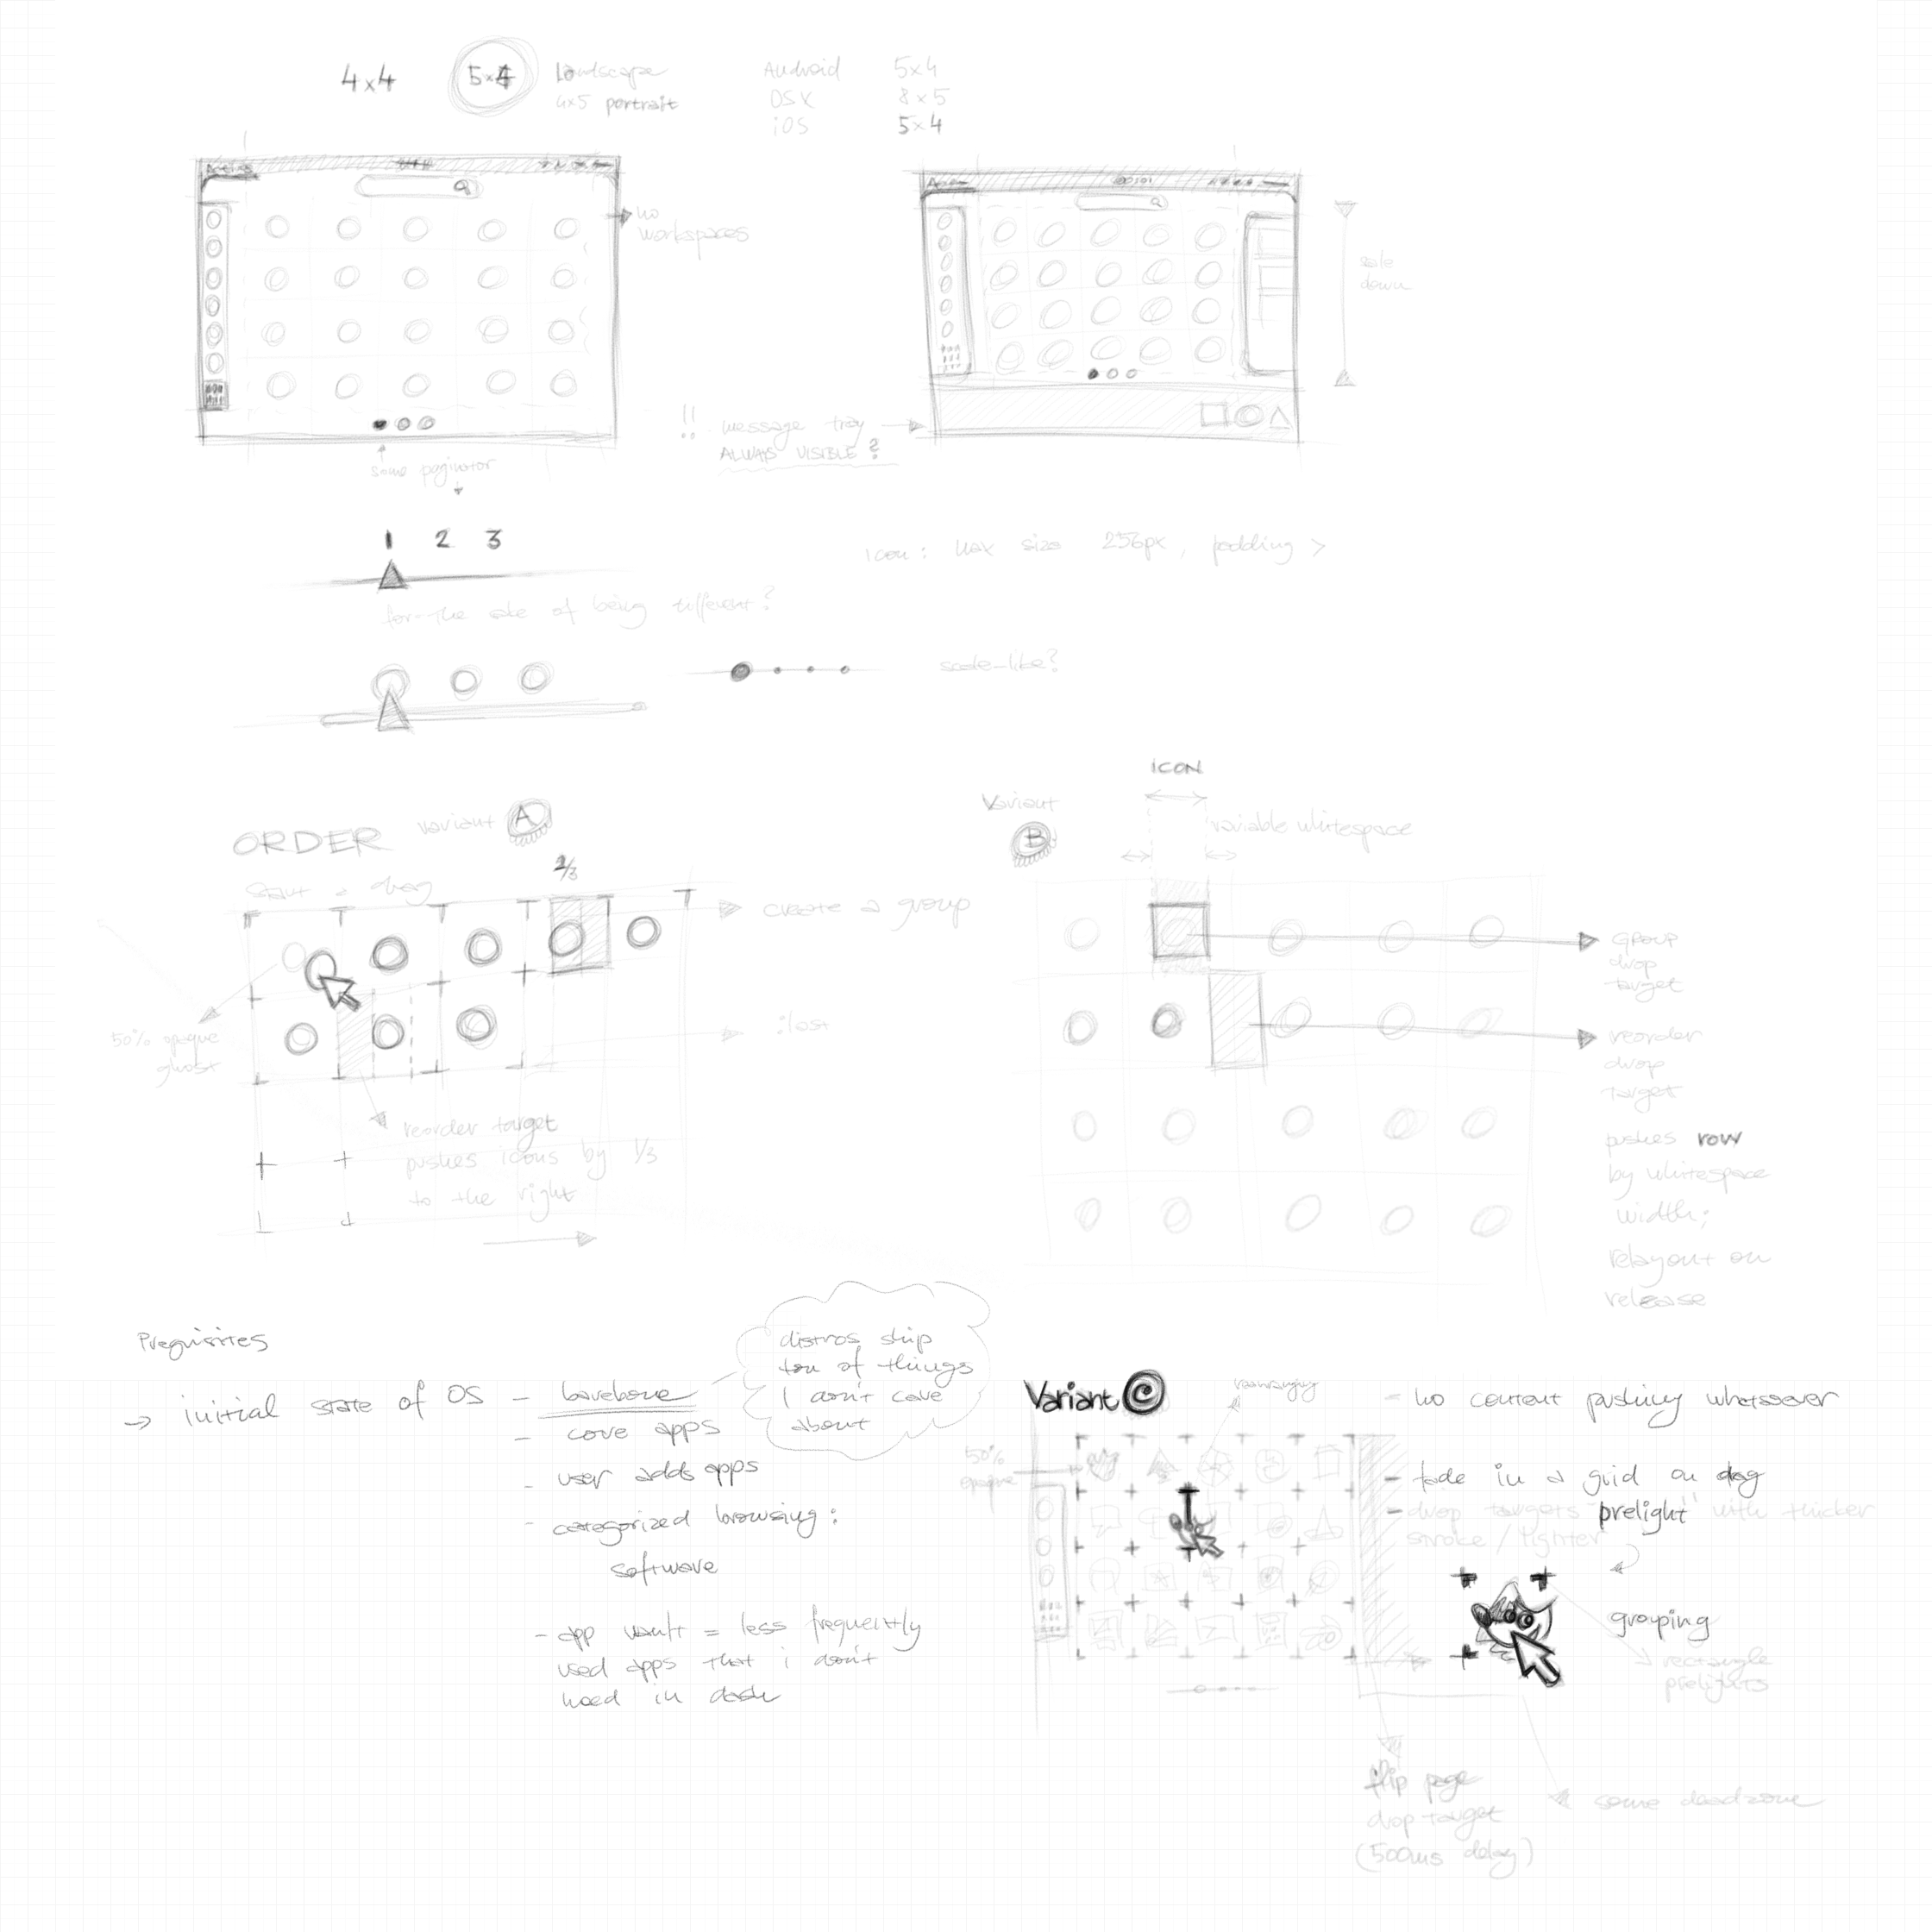 4x4
5x4
Landscape
4x5 portrait
Android 5x4
OSX 8x5
iOS 5x4
no
workspaces
scale
down
!! message tray
ALWAYS VISIBLE?
some paginator
1 2 3
for the sake of being different?
Icon: max size 256px, padding >
scale-like?
ORDER variant A
start = drag
2/3
create a group
50% opaque
ghost
reorder target
pushes icons by 1/3
to the right
ICON
Variant
B
variable whitespace
Group
drop
target
reorder
drop
target
pushes row
by whitespace
width;
relayout on
release
Prequisites
→ initial state of OS - barebone
- core apps
- user adds apps
- categorized browsing:
software
- app vault = less frequently
used apps that i don't
need in dash
distros ship
ton of things
I don't care
about
Variant C
rearranging
50%
opaque
- no content pushing whatsoever
- fade in a grid on drag
- drop targets "prelight" with thicker
stroke / lighter
grouping
rectangle
prelights
flip page
drop target
(500ms delay)
some deadzone